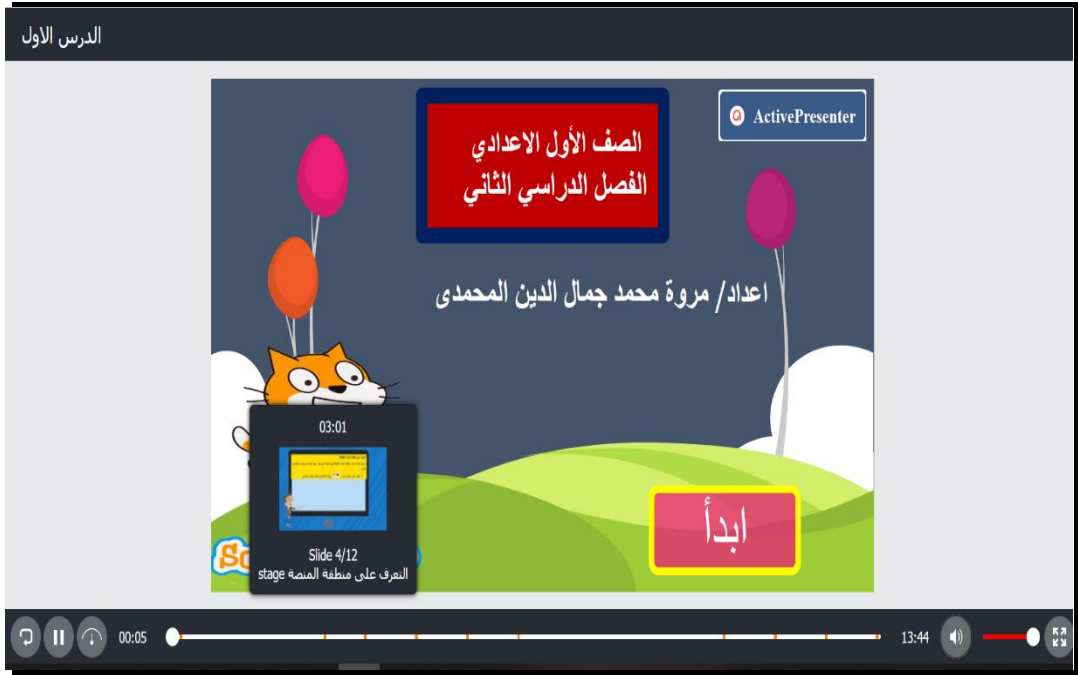 الدرس الاول
ActivePresenter
الصف الأول الاعدادي
الفصل الدراسي الثاني
اعداد/ مروة محمد جمال الدين المحمدى
03:01
Slide 4/12
التعرف على منطقة المنصة stage
ابدأ
00:05
13:44